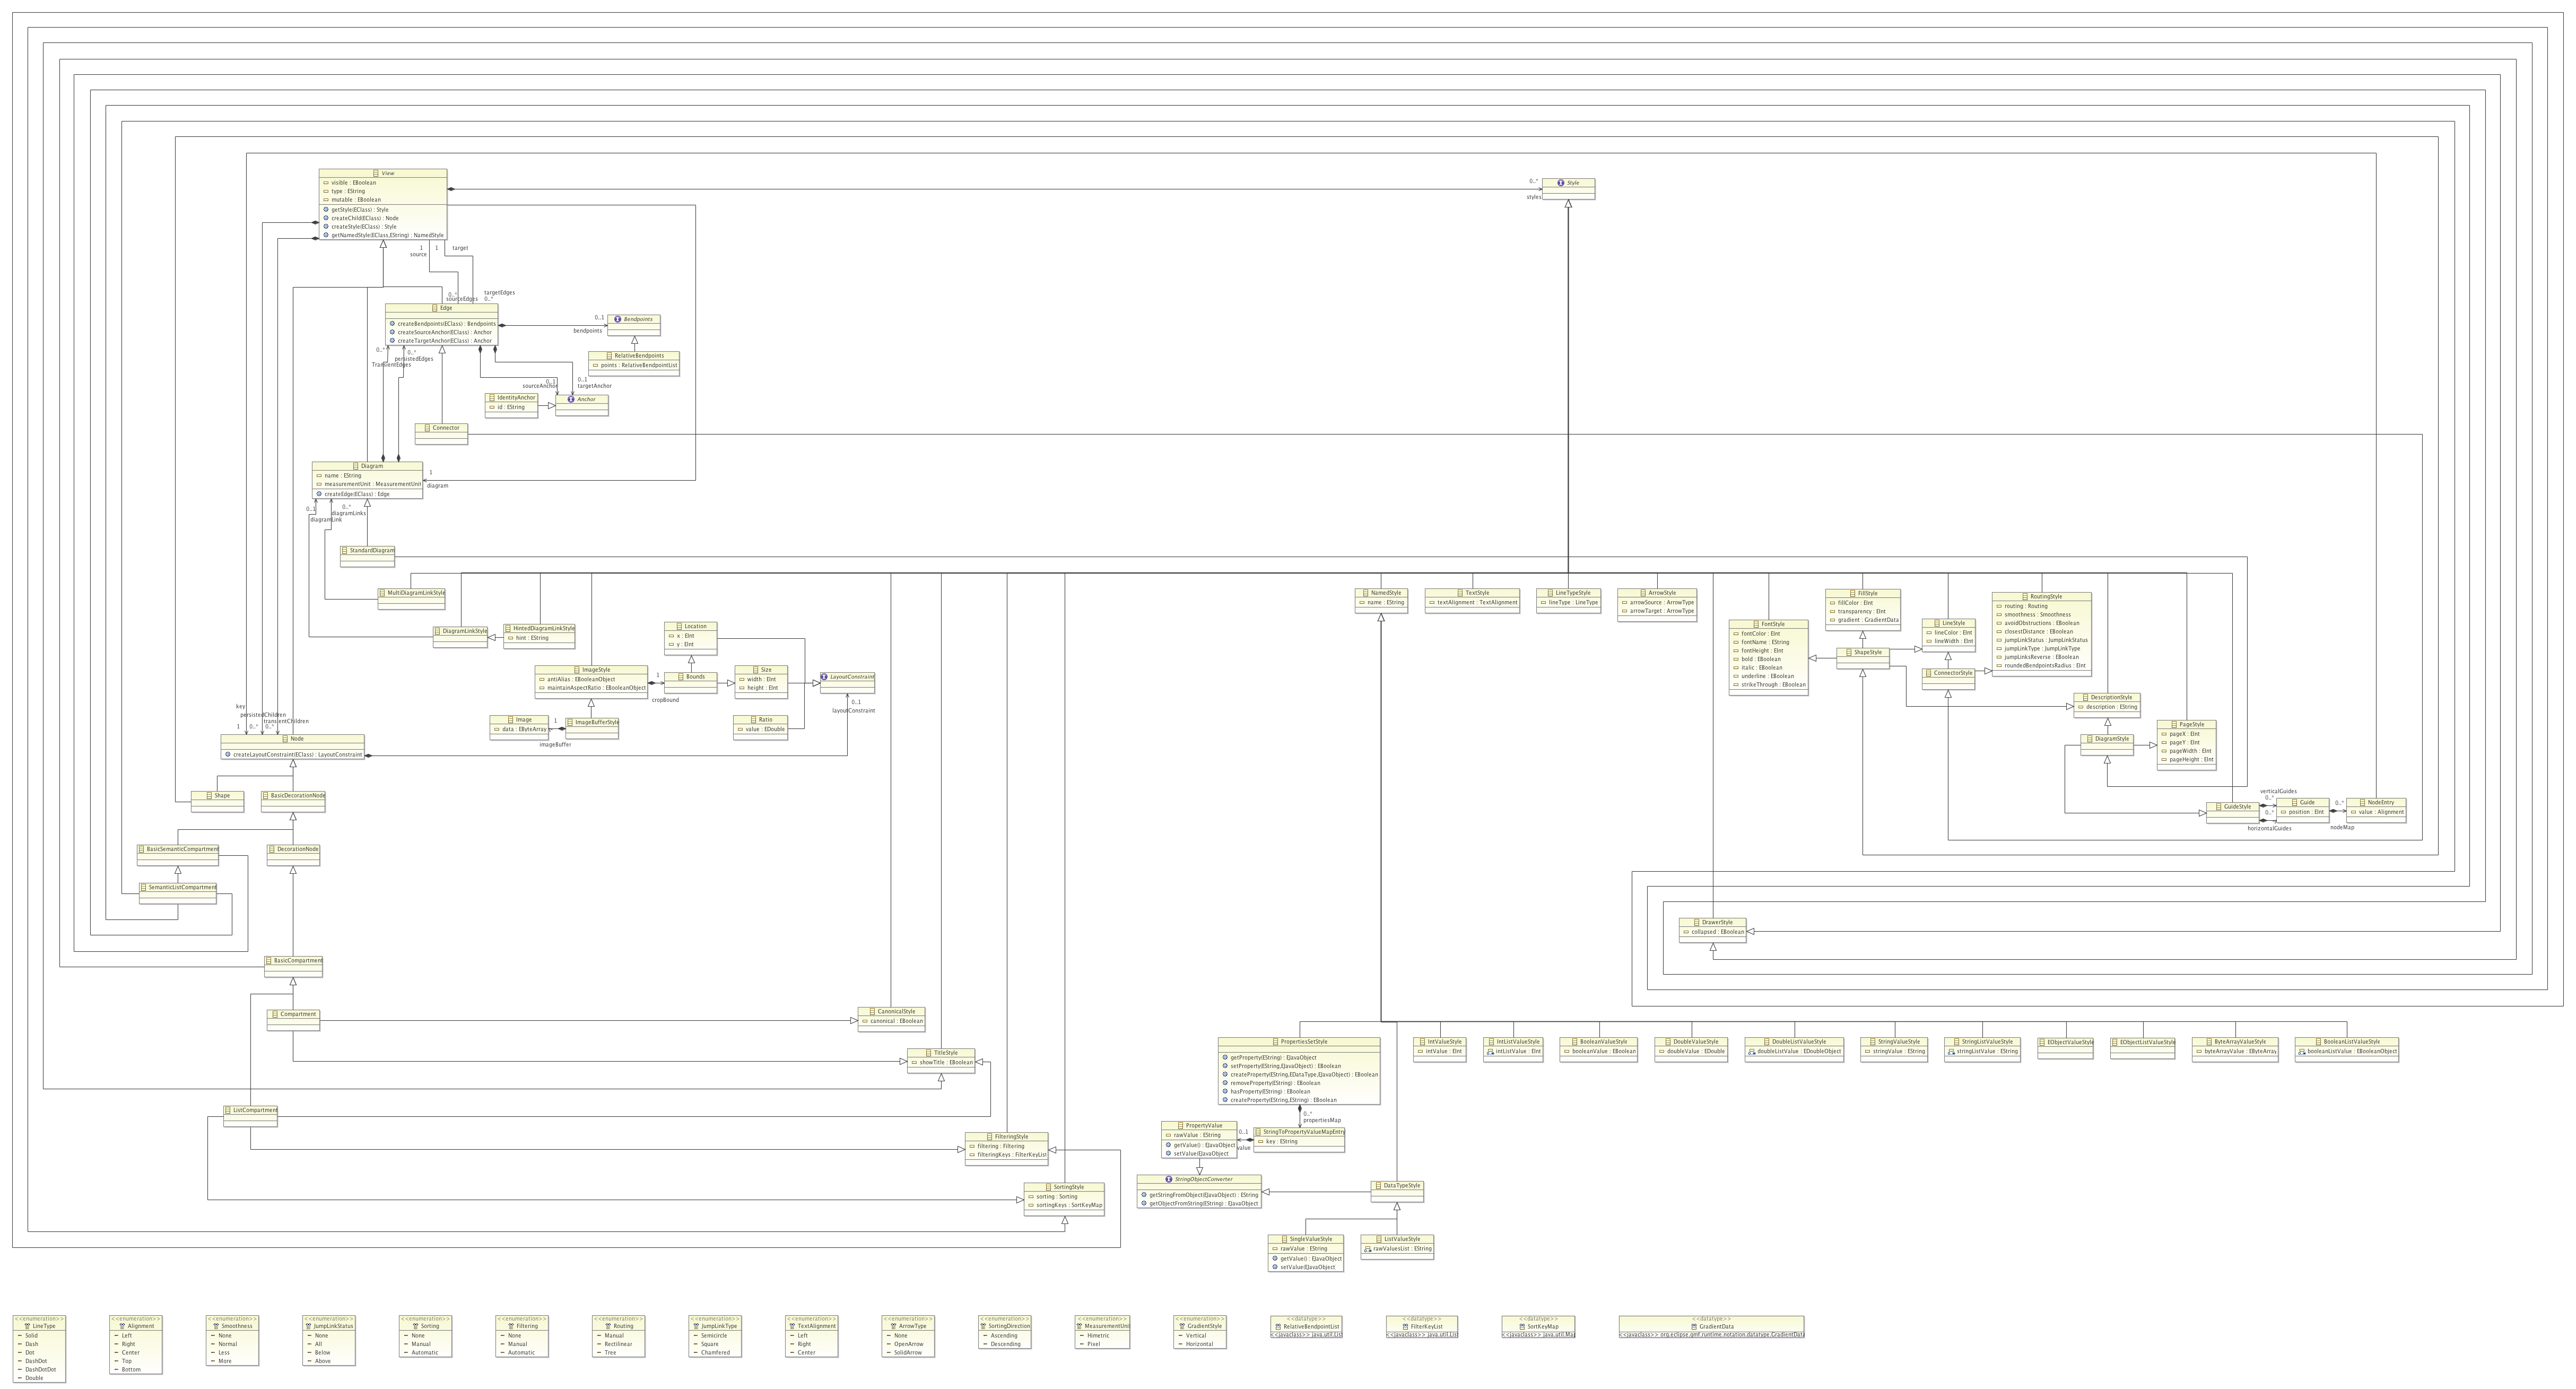 View
visible : EBoolean
type : EString
mutable : EBoolean
getStyle(EClass) : Style
createChild(EClass) : Node
createStyle(EClass) : Style
getNamedStyle(EClass,EString) : NamedStyle
0..*
styles
Style
1
source
1
target
0..*
sourceEdges
targetEdges
0..*
Edge
createBendpoints(EClass) : Bendpoints
createSourceAnchor(EClass) : Anchor
createTargetAnchor(EClass) : Anchor
0..1
bendpoints
Bendpoints
RelativeBendpoints
points : RelativeBendpointList
0..*
TransientEdges
0..*
persistedEdges
0..1
sourceAnchor
0..1
targetAnchor
IdentityAnchor
id : EString
Anchor
Connector
Diagram
name : EString
measurementUnit : MeasurementUnit
createEdge(EClass) : Edge
1
diagram
0..1
diagramLink
0..*
diagramLinks
StandardDiagram
MultiDiagramLinkStyle
DiagramLinkStyle
HintedDiagramLinkStyle
hint : EString
Location
x : EInt
y : EInt
ImageStyle
antiAlias : EBooleanObject
maintainAspectRatio : EBooleanObject
1
cropBound
Bounds
Size
width : EInt
height : EInt
LayoutConstraint
0..1
layoutConstraint
Image
data : EByteArray
1
imageBuffer
ImageBufferStyle
Ratio
value : EDouble
NamedStyle
name : EString
TextStyle
textAlignment : TextAlignment
LineTypeStyle
lineType : LineType
ArrowStyle
arrowSource : ArrowType
arrowTarget : ArrowType
FontStyle
fontColor : EInt
fontName : EString
fontHeight : EInt
bold : EBoolean
italic : EBoolean
underline : EBoolean
strikeThrough : EBoolean
FillStyle
fillColor : EInt
transparency : EInt
gradient : GradientData
ShapeStyle
LineStyle
lineColor : EInt
lineWidth : EInt
ConnectorStyle
RoutingStyle
routing : Routing
smoothness : Smoothness
avoidObstructions : EBoolean
closestDistance : EBoolean
jumpLinkStatus : JumpLinkStatus
jumpLinkType : JumpLinkType
jumpLinksReverse : EBoolean
roundedBendpointsRadius : EInt
DescriptionStyle
description : EString
DiagramStyle
PageStyle
pageX : EInt
pageY : EInt
pageWidth : EInt
pageHeight : EInt
GuideStyle
verticalGuides
0..*
0..*
horizontalGuides
Guide
position : EInt
0..*
nodeMap
NodeEntry
value : Alignment
key
1
persistedChildren
0..*
transientChildren
0..*
Node
createLayoutConstraint(EClass) : LayoutConstraint
Shape
BasicDecorationNode
BasicSemanticCompartment
DecorationNode
SemanticListCompartment
DrawerStyle
collapsed : EBoolean
BasicCompartment
Compartment
CanonicalStyle
canonical : EBoolean
TitleStyle
showTitle : EBoolean
ListCompartment
FilteringStyle
filtering : Filtering
filteringKeys : FilterKeyList
SortingStyle
sorting : Sorting
sortingKeys : SortKeyMap
PropertiesSetStyle
getProperty(EString) : EJavaObject
setProperty(EString,EJavaObject) : EBoolean
createProperty(EString,EDataType,EJavaObject) : EBoolean
removeProperty(EString) : EBoolean
hasProperty(EString) : EBoolean
createProperty(EString,EString) : EBoolean
0..*
propertiesMap
IntValueStyle
intValue : EInt
IntListValueStyle
intListValue : EInt
BooleanValueStyle
booleanValue : EBoolean
DoubleValueStyle
doubleValue : EDouble
DoubleListValueStyle
doubleListValue : EDoubleObject
StringValueStyle
stringValue : EString
StringListValueStyle
stringListValue : EString
EObjectValueStyle
EObjectListValueStyle
ByteArrayValueStyle
byteArrayValue : EByteArray
BooleanListValueStyle
booleanListValue : EBooleanObject
PropertyValue
rawValue : EString
getValue() : EJavaObject
setValue(EJavaObject
0..1
value
StringToPropertyValueMapEntry
key : EString
StringObjectConverter
getStringFromObject(EJavaObject) : EString
getObjectFromString(EString) : EJavaObject
DataTypeStyle
SingleValueStyle
rawValue : EString
getValue() : EJavaObject
setValue(EJavaObject
ListValueStyle
rawValuesList : EString
<<enumeration>>
LineType
Solid
Dash
Dot
DashDot
DashDotDot
Double
<<enumeration>>
Alignment
Left
Right
Center
Top
Bottom
<<enumeration>>
Smoothness
None
Normal
Less
More
<<enumeration>>
JumpLinkStatus
None
All
Below
Above
<<enumeration>>
Sorting
None
Manual
Automatic
<<enumeration>>
Filtering
None
Manual
Automatic
<<enumeration>>
Routing
Manual
Rectilinear
Tree
<<enumeration>>
JumpLinkType
Semicircle
Square
Chamfered
<<enumeration>>
TextAlignment
Left
Right
Center
<<enumeration>>
ArrowType
None
OpenArrow
SolidArrow
<<enumeration>>
SortingDirection
Ascending
Descending
<<enumeration>>
MeasurementUnit
Himetric
Pixel
<<enumeration>>
GradientStyle
Vertical
Horizontal
<<datatype>>
RelativeBendpointList
<<javaclass>> java.util.List
<<datatype>>
FilterKeyList
<<javaclass>> java.util.List
<<datatype>>
SortKeyMap
<<javaclass>> java.util.Map
<<datatype>>
GradientData
<<javaclass>> org.eclipse.gmf.runtime.notation.datatype.GradientData